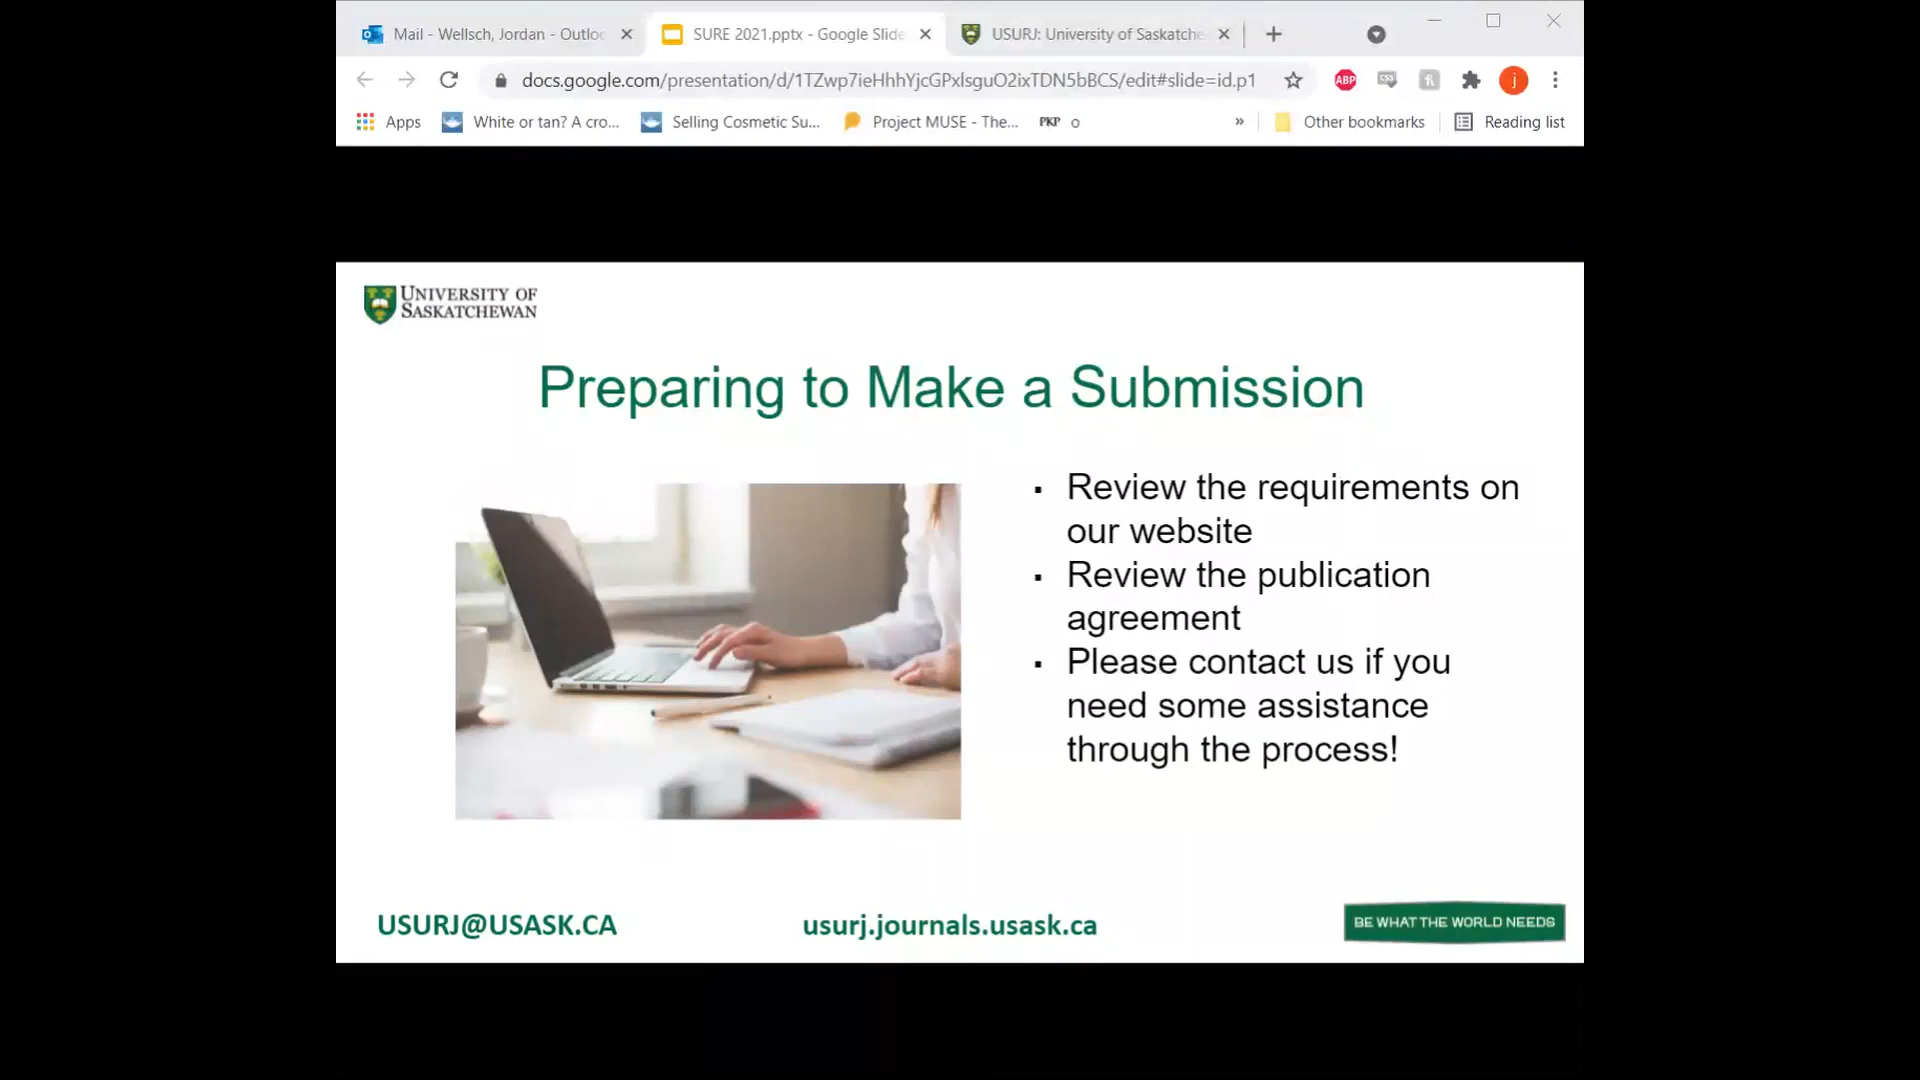 Mail - Wellsch, Jordan - Outlo
SURE 2021.pptx - Google Slide
USURJ: University of Saskatche
docs.google.com/presentation/d/1TZwp7ieHhhYjcGPxlsguO2ixTDN5bBCS/edit#slide=id.p1
ABP
CSS
j
Apps
White or tan? A cro...
Selling Cosmetic Su...
Project MUSE - The...
PKP o
»
Other bookmarks
Reading list
UNIVERSITY OF
SASKATCHEWAN
Preparing to Make a Submission
▪ Review the requirements on
our website
▪ Review the publication
agreement
▪ Please contact us if you
need some assistance
through the process!
USURJ@USASK.CA
usurj.journals.usask.ca
BE WHAT THE WORLD NEEDS